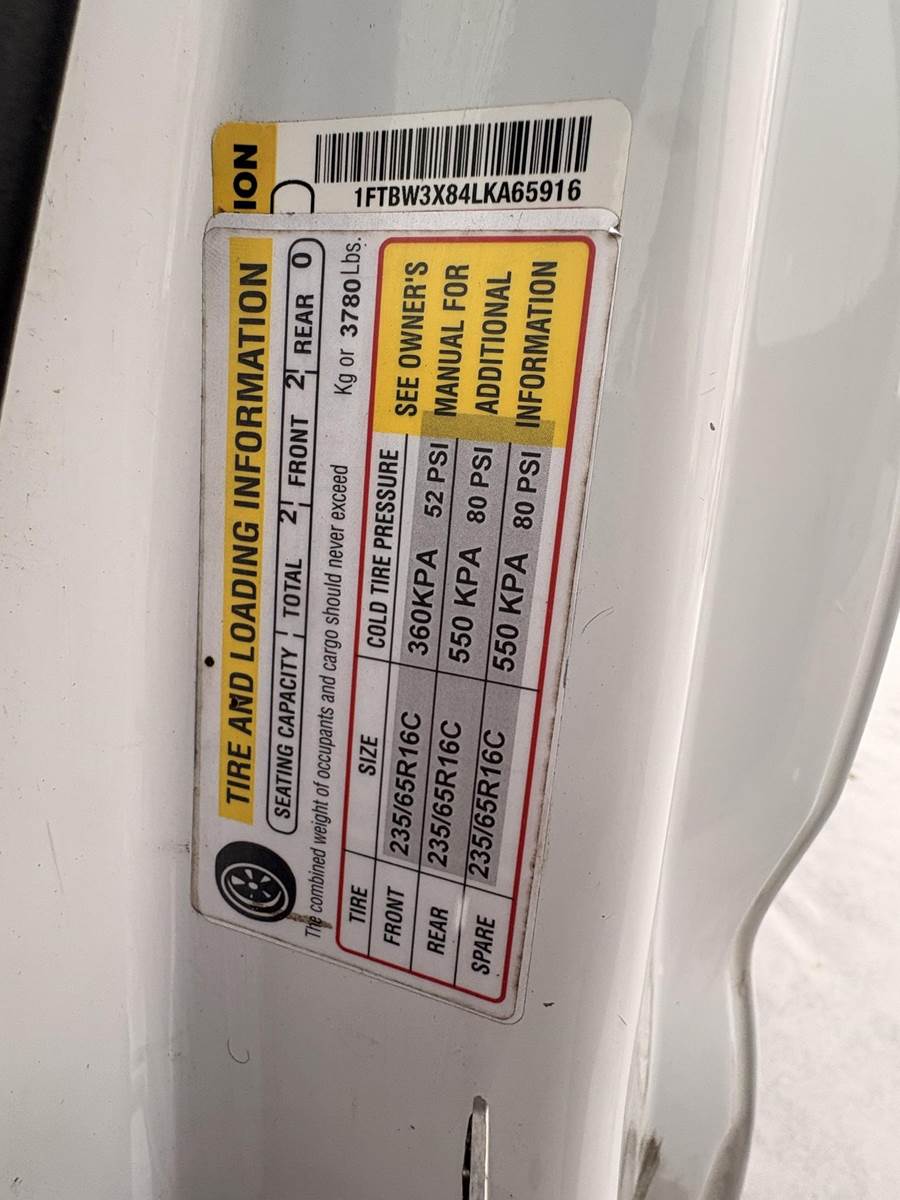 ION
1FTBW3X84LKA65916
TIRE AND LOADING INFORMATION
SEATING CAPACITY TOTAL 2 FRONT 2 REAR 0
The combined weight of occupants and cargo should never exceed Kg or 3780 Lbs.
TIRE SIZE COLD TIRE PRESSURE
FRONT 235/65R16C 360KPA 52 PSI
REAR 235/65R16C 550 KPA 80 PSI
SPARE 235/65R16C 550 KPA 80 PSI
SEE OWNER'S
MANUAL FOR
ADDITIONAL
INFORMATION